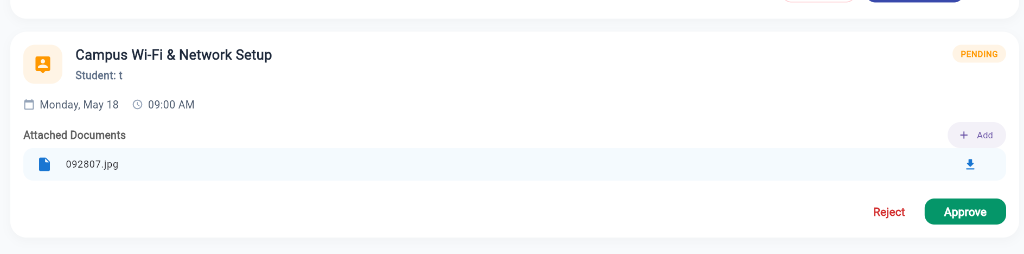 Campus Wi-Fi & Network Setup
PENDING
Student: t
Monday, May 18 09:00 AM
Attached Documents
+ Add
092807.jpg
Reject Approve